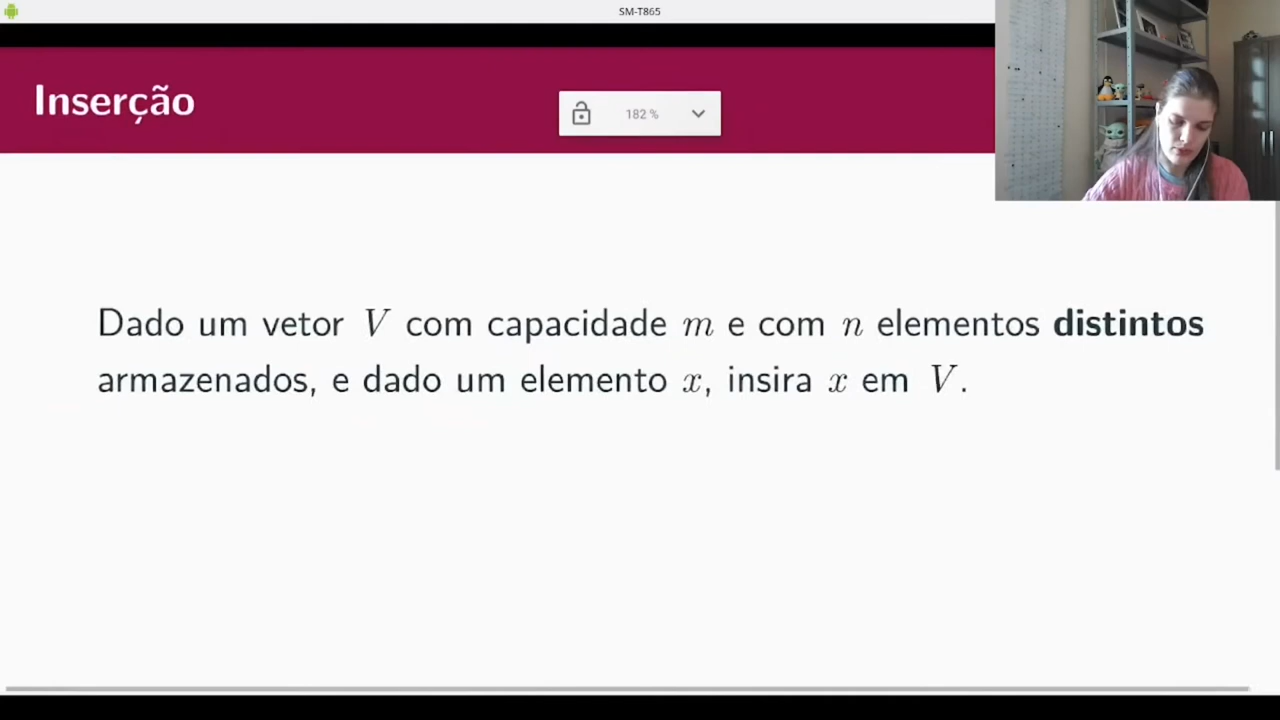 SM-T865
Inserção
182 %
Dado um vetor V com capacidade m e com n elementos distintos
armazenados, e dado um elemento x, insira x em V.